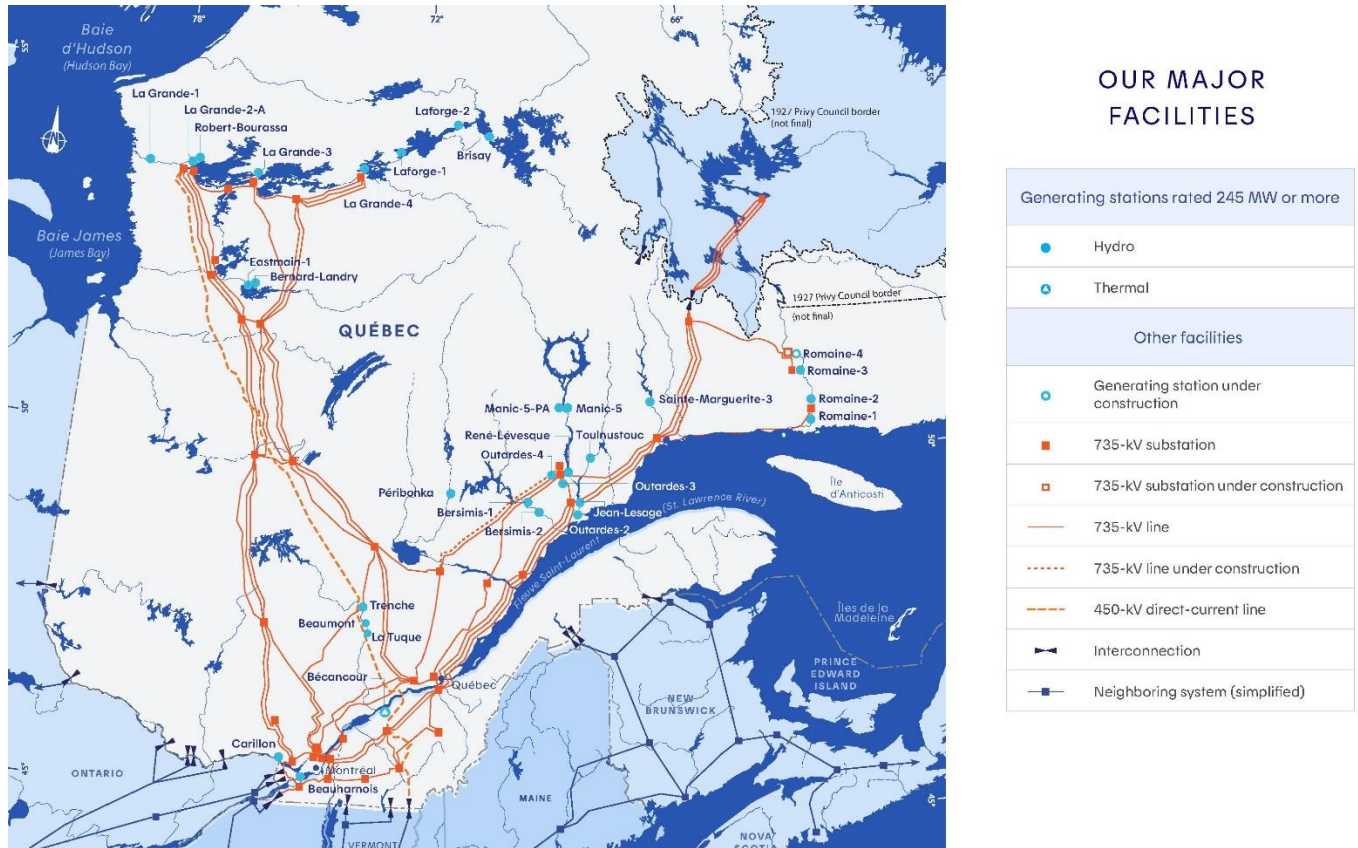 78°
72°
66°
Baie
d'Hudson
(Hudson Bay)
55°
55°
La Grande-1
La Grande-2-A
Robert-Bourassa
La Grande-3
Laforge-2
Brisay
Laforge-1
La Grande-4
1927 Privy Council border
(not final)
N
Baie James
(James Bay)
Eastmain-1
Bernard-Landry
1927 Privy Council border
(not final)
QUÉBEC
Romaine-4
Romaine-3
Romaine-2
Romaine-1
50°
50°
Manic-5-PA
Manic-5
Sainte-Marguerite-3
René-Lévesque
Toulnustouc
Outardes-4
Péribonka
Outardes-3
Bersimis-1
Jean-Lesage
Bersimis-2
Outardes-2
Île
d'Anticosti
Fleuve Saint-Laurent
(St. Lawrence River)
Trenche
Beaumont
La Tuque
Bécancour
Québec
Îles de la
Madeleine
PRINCE
EDWARD
ISLAND
NEW
BRUNSWICK
Carillon
Montréal
Beauharnois
45°
45°
ONTARIO
MAINE
VERMONT
NOVA
SCOTIA
OUR MAJOR
FACILITIES
Generating stations rated 245 MW or more
Hydro
Thermal
Other facilities
Generating station under
construction
735-kV substation
735-kV substation under construction
735-kV line
735-kV line under construction
450-kV direct-current line
Interconnection
Neighboring system (simplified)